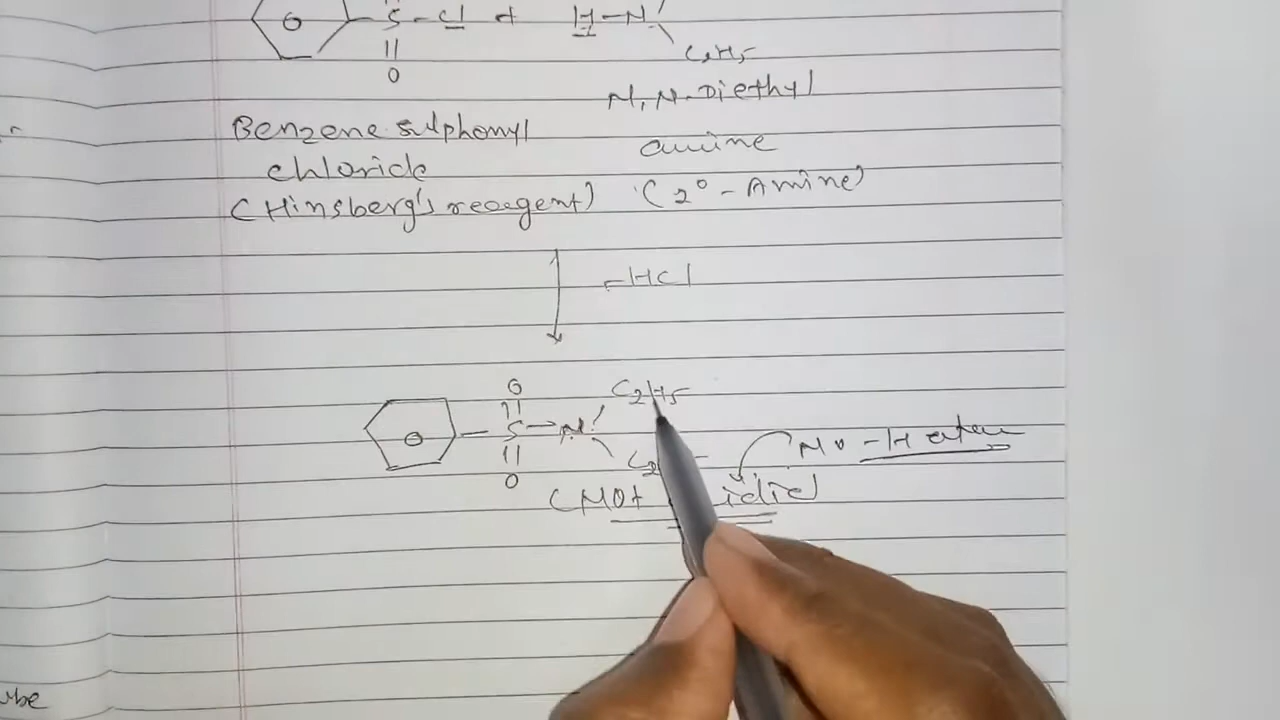 S - Cl + H - N
O
C2H5
N, N-Diethyl
Benzene sulphonyl
amine
chloride
(Hinsberg's reagent) (2° - Amine)
-HCl
O C2H5
S - N
No - H atom
O
(Not